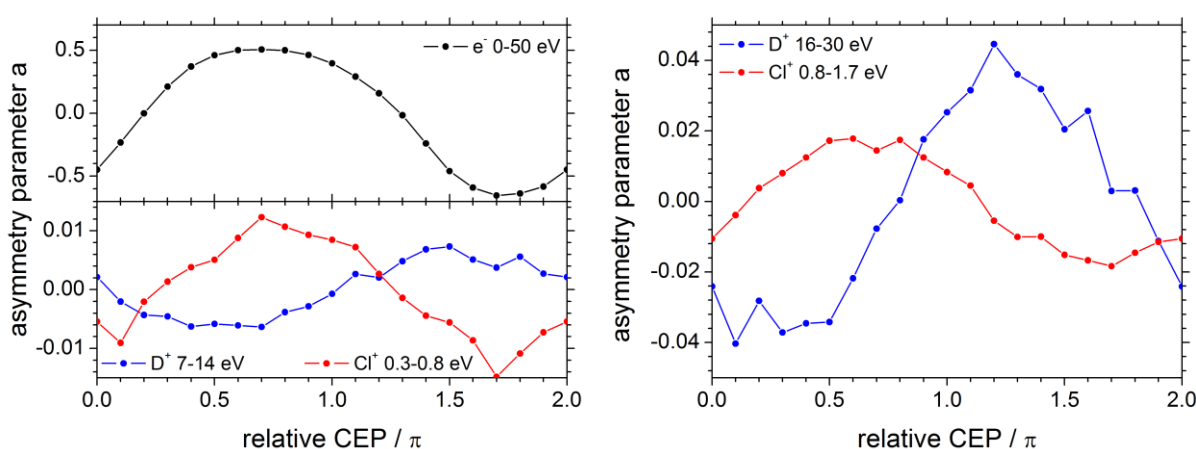 asymmetry parameter a
0.5
0.0
-0.5
e⁻ 0-50 eV
0.01
0.00
-0.01
D⁺ 7-14 eV
Cl⁺ 0.3-0.8 eV
0.0 0.5 1.0 1.5 2.0
relative CEP / π
asymmetry parameter a
0.04
0.02
0.00
-0.02
-0.04
D⁺ 16-30 eV
Cl⁺ 0.8-1.7 eV
0.0 0.5 1.0 1.5 2.0
relative CEP / π